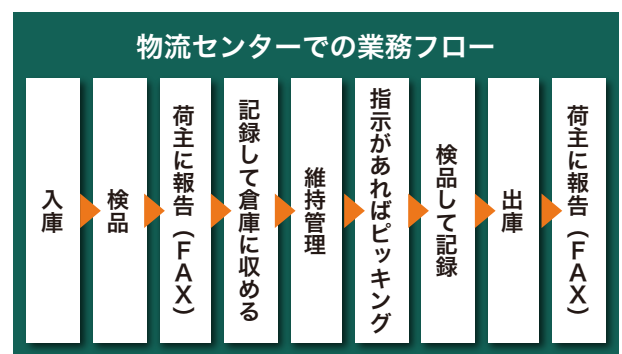 物流センターでの業務フロー
入庫
検品
荷主に報告（FAX）
記録して倉庫に収める
維持管理
指示があればピッキング
検品して記録
出庫
荷主に報告（FAX）